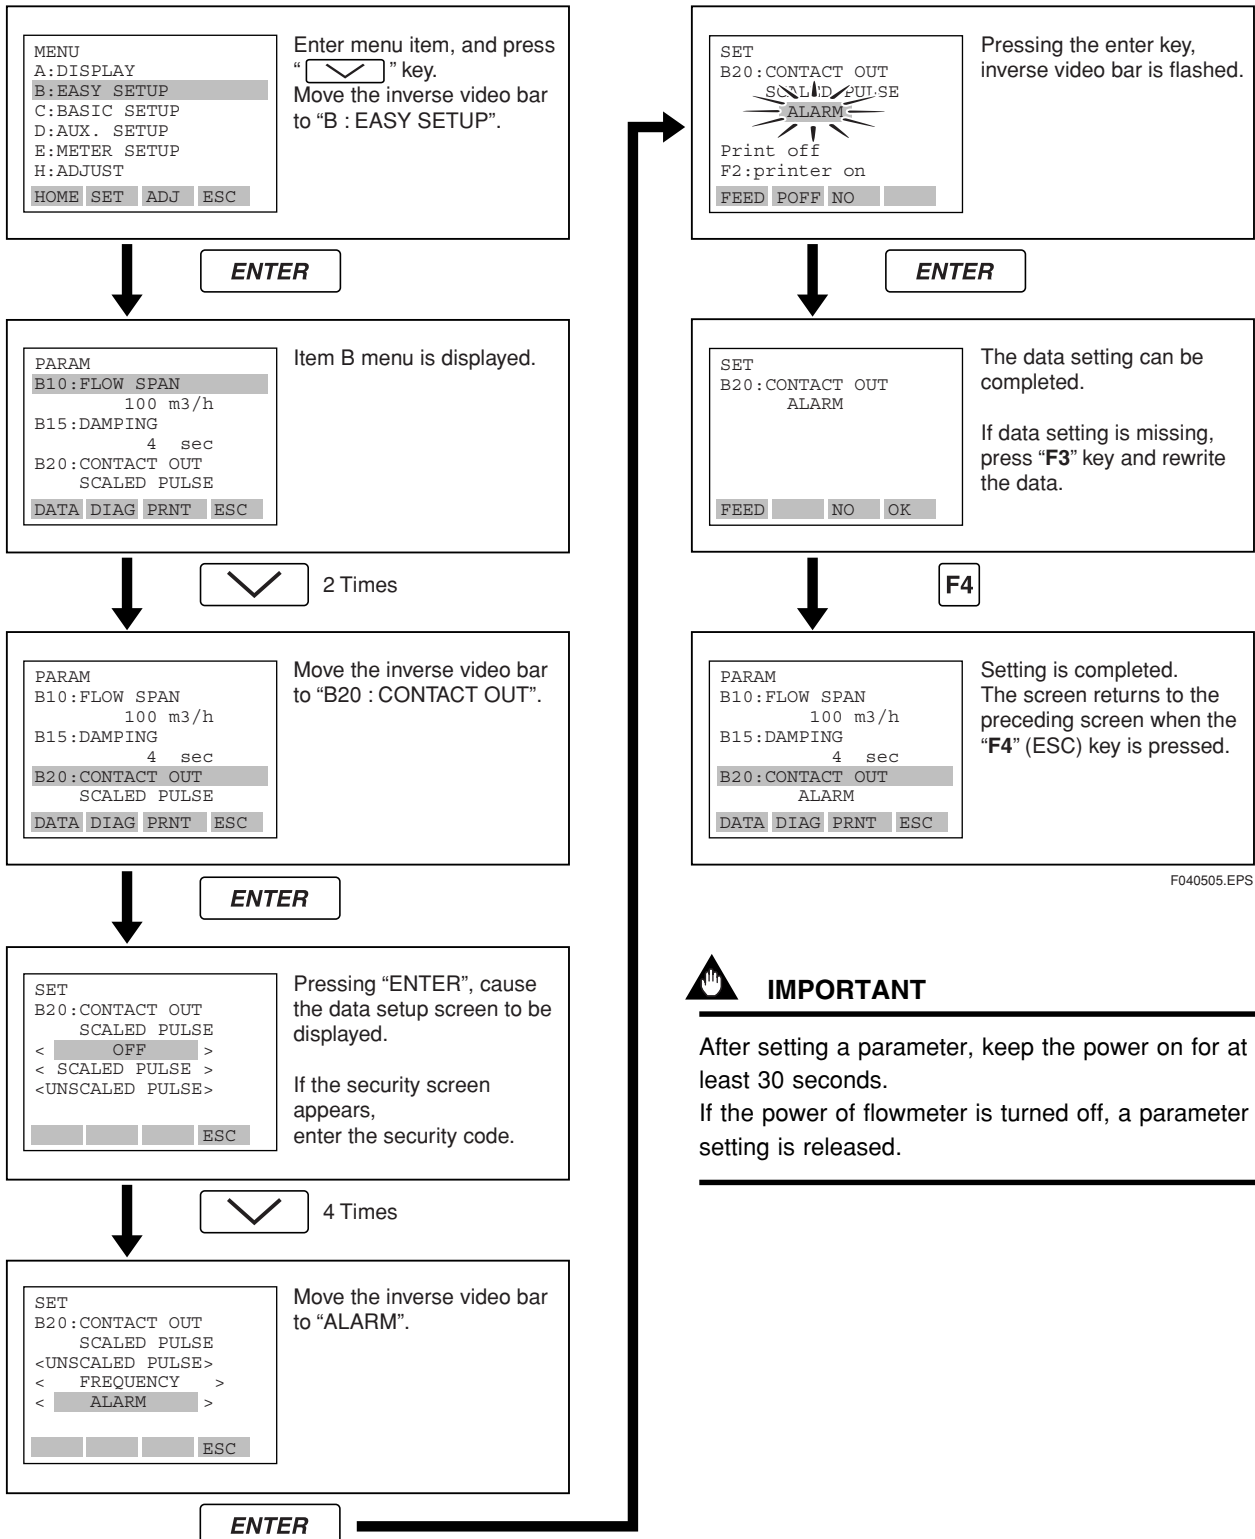 MENU
A:DISPLAY
B:EASY SETUP
C:BASIC SETUP
D:AUX. SETUP
E:METER SETUP
H:ADJUST
HOME SET ADJ ESC
Enter menu item, and press
“ ” key.
Move the inverse video bar
to “B : EASY SETUP”.
ENTER
PARAM
B10:FLOW SPAN
100 m3/h
B15:DAMPING
4 sec
B20:CONTACT OUT
SCALED PULSE
DATA DIAG PRNT ESC
Item B menu is displayed.
2 Times
PARAM
B10:FLOW SPAN
100 m3/h
B15:DAMPING
4 sec
B20:CONTACT OUT
SCALED PULSE
DATA DIAG PRNT ESC
Move the inverse video bar
to “B20 : CONTACT OUT”.
ENTER
SET
B20:CONTACT OUT
SCALED PULSE
< OFF >
< SCALED PULSE >
<UNSCALED PULSE>
ESC
Pressing “ENTER”, cause
the data setup screen to be
displayed.
If the security screen
appears,
enter the security code.
4 Times
SET
B20:CONTACT OUT
SCALED PULSE
<UNSCALED PULSE>
< FREQUENCY >
< ALARM >
ESC
Move the inverse video bar
to “ALARM”.
ENTER
SET
B20:CONTACT OUT
SCALED PULSE
ALARM
Print off
F2:printer on
FEED POFF NO
Pressing the enter key,
inverse video bar is flashed.
ENTER
SET
B20:CONTACT OUT
ALARM
FEED NO OK
The data setting can be
completed.
If data setting is missing,
press “F3” key and rewrite
the data.
F4
PARAM
B10:FLOW SPAN
100 m3/h
B15:DAMPING
4 sec
B20:CONTACT OUT
ALARM
DATA DIAG PRNT ESC
Setting is completed.
The screen returns to the
preceding screen when the
“F4” (ESC) key is pressed.
F040505.EPS
IMPORTANT
After setting a parameter, keep the power on for at
least 30 seconds.
If the power of flowmeter is turned off, a parameter
setting is released.